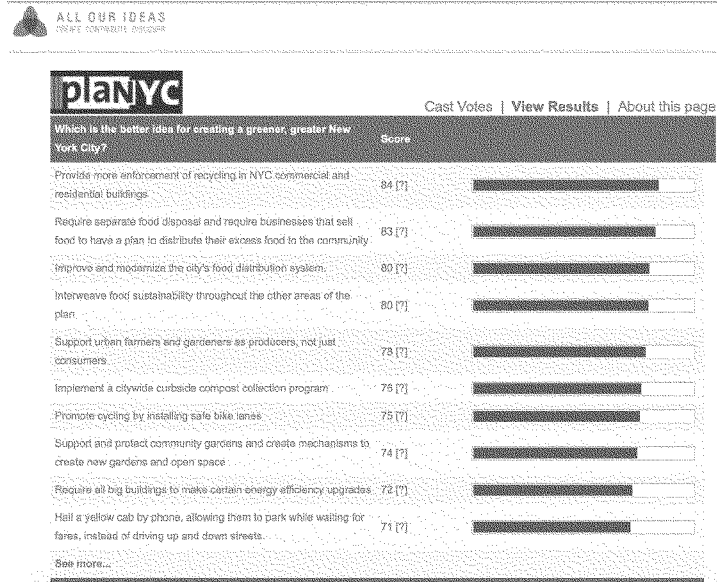 ALL OUR IDEAS
CREATE CONTRIBUTE DISCOVER
plaNYC
Cast Votes | View Results | About this page
Which is the better idea for creating a greener, greater New
York City?
Score
Provide more enforcement of recycling in NYC commercial and
residential buildings
84 [?]
Require separate food disposal and require businesses that sell
food to have a plan to distribute their excess food to the community
83 [?]
Improve and modernize the city's food distribution system.
80 [?]
Interweave food sustainability throughout the other areas of the
plan
80 [?]
Support urban farmers and gardeners as producers, not just
consumers
78 [?]
Implement a citywide curbside compost collection program
76 [?]
Promote cycling by installing safe bike lanes
75 [?]
Support and protect community gardens and create mechanisms to
create new gardens and open space
74 [?]
Require all big buildings to make certain energy efficiency upgrades
72 [?]
Hail a yellow cab by phone, allowing them to park while waiting for
fares, instead of driving up and down streets.
71 [?]
See more...